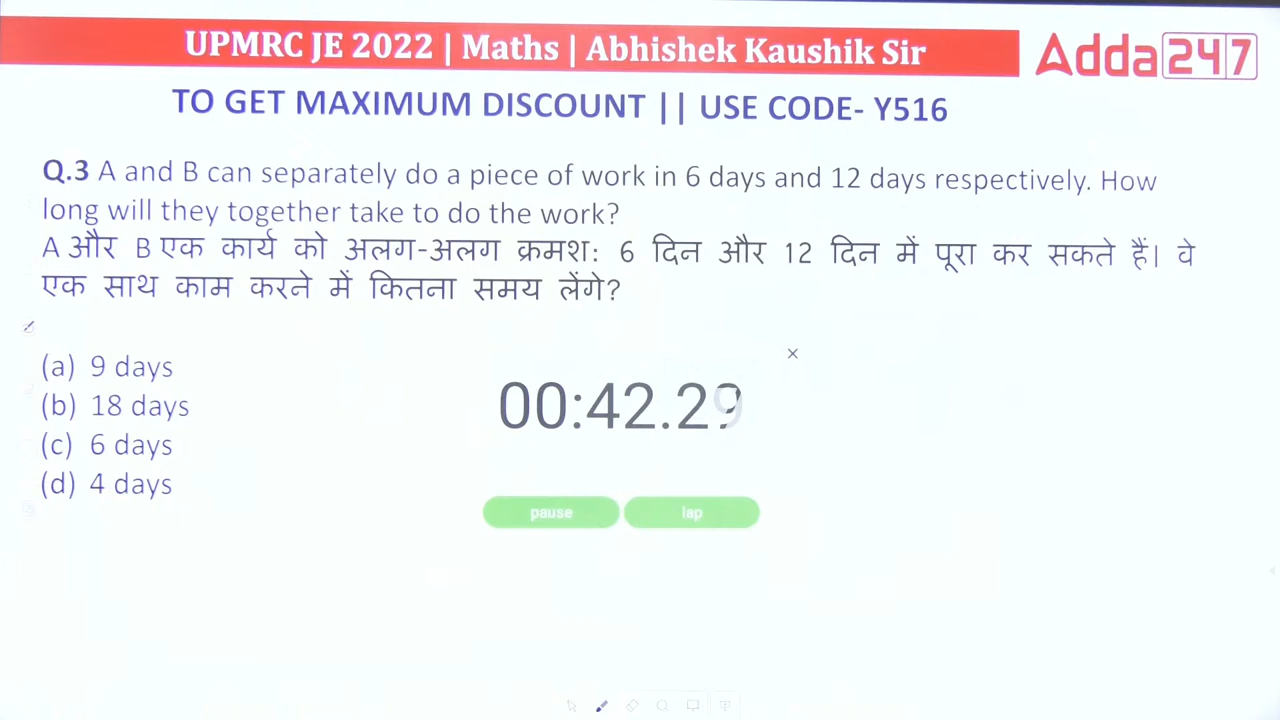 UPMRC JE 2022 | Maths | Abhishek Kaushik Sir
Adda247
TO GET MAXIMUM DISCOUNT || USE CODE- Y516
Q.3 A and B can separately do a piece of work in 6 days and 12 days respectively. How
long will they together take to do the work?
A और B एक कार्य को अलग-अलग क्रमश: 6 दिन और 12 दिन में पूरा कर सकते हैं। वे
एक साथ काम करने में कितना समय लेंगे?
(a) 9 days
(b) 18 days
(c) 6 days
(d) 4 days
00:42.29
pause
lap